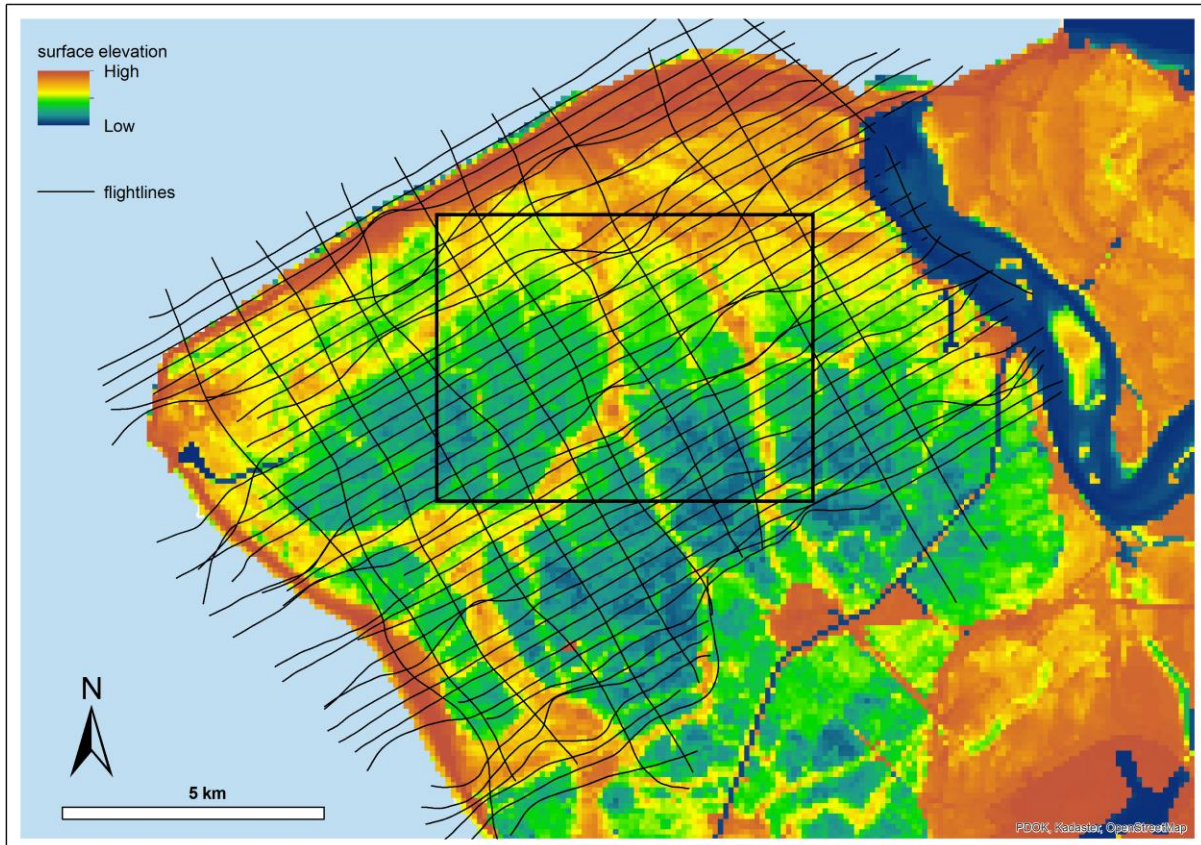 surface elevation
High
Low
flightlines
N
5 km
PDOK, Kadaster, OpenStreetMap